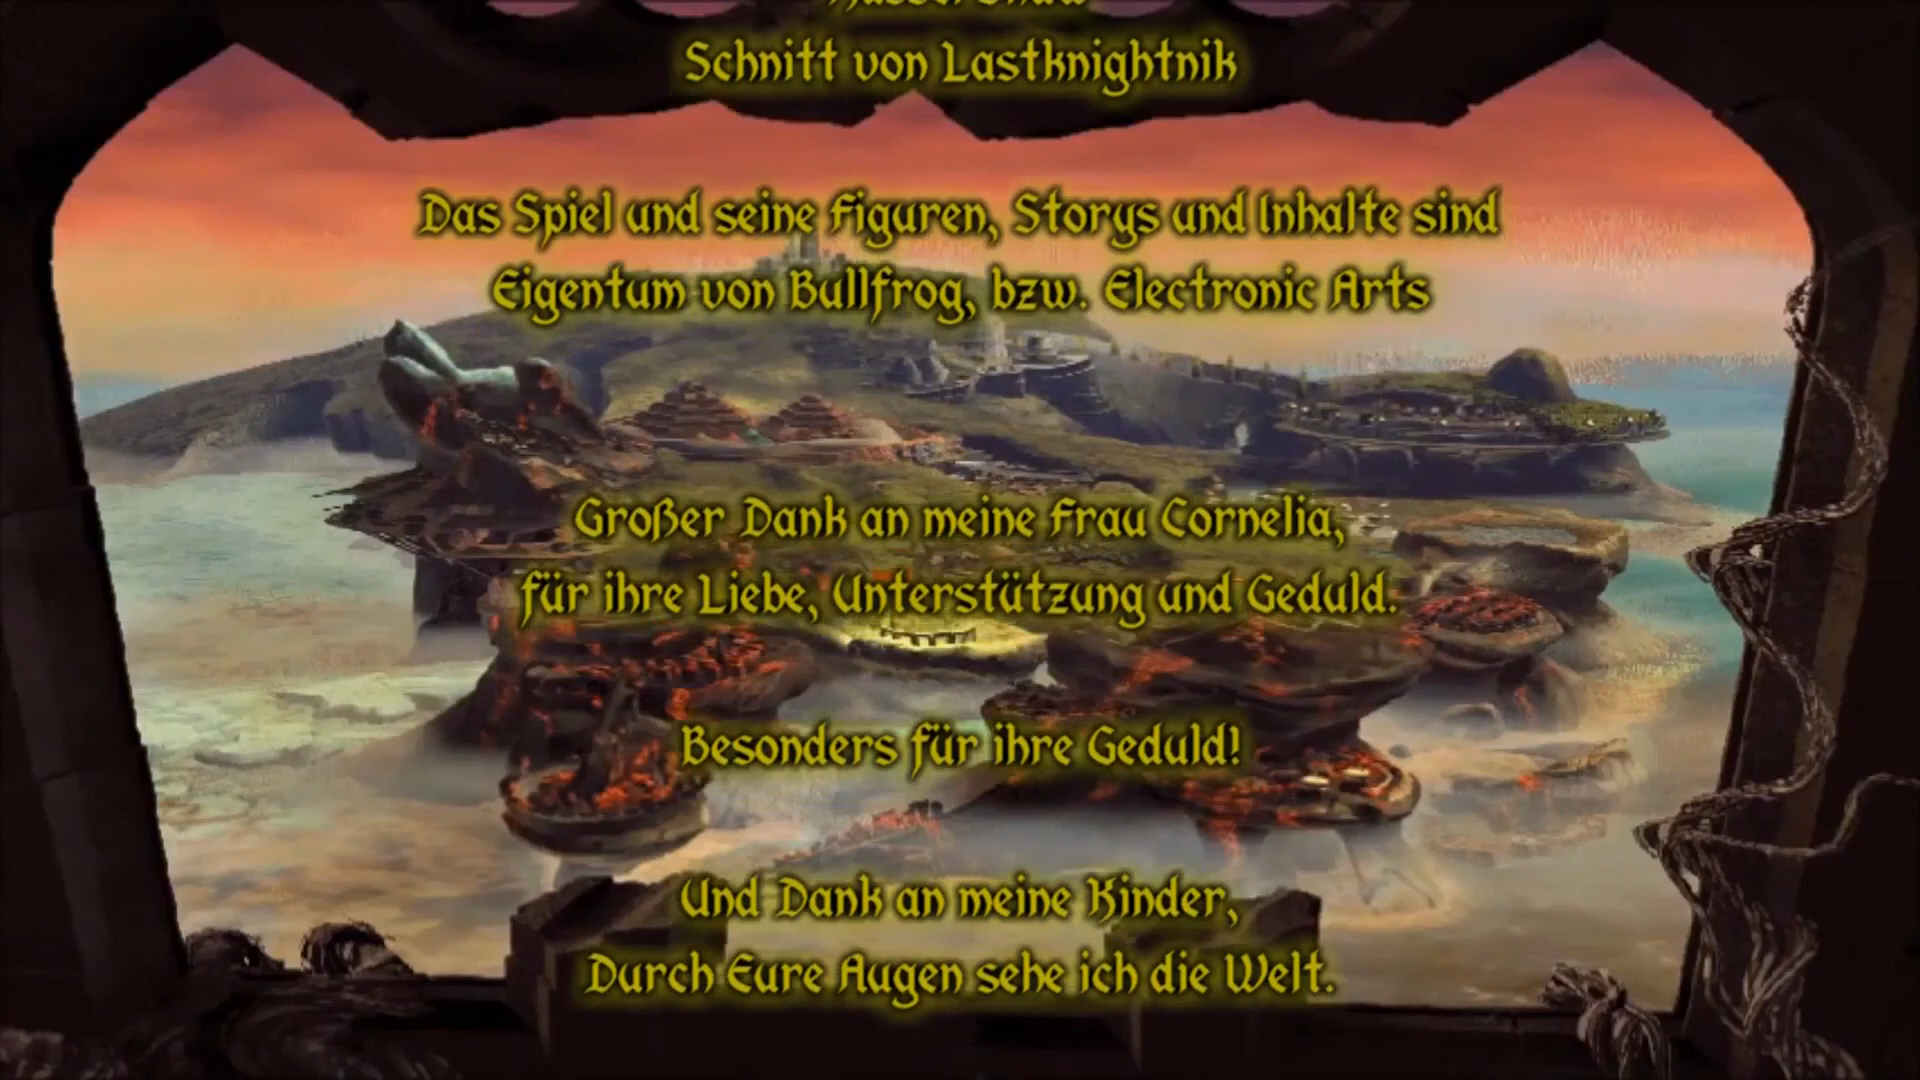 Schnitt von Lastknightnik
Das Spiel und seine Figuren, Storys und Inhalte sind
Eigentum von Bullfrog, bzw. Electronic Arts
Großer Dank an meine Frau Cornelia,
für ihre Liebe, Unterstützung und Geduld.
Besonders für ihre Geduld!
Und Dank an meine Kinder,
Durch Eure Augen sehe ich die Welt.